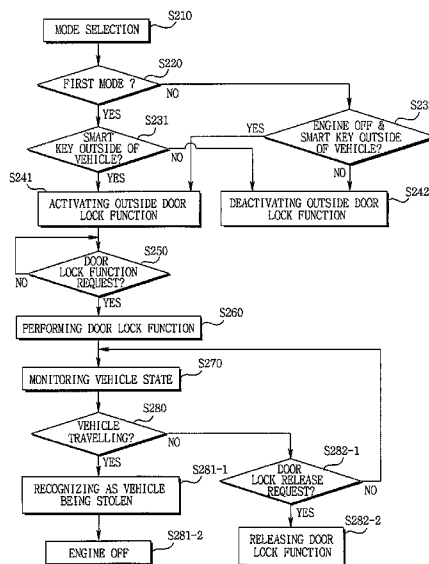 S210
MODE SELECTION
S220
FIRST MODE ?
NO
YES
S231
SMART
KEY OUTSIDE OF
VEHICLE?
NO
YES
ENGINE OFF &
SMART KEY OUTSIDE
OF VEHICLE?
YES
NO
S241
ACTIVATING OUTSIDE DOOR
LOCK FUNCTION
S242
DEACTIVATING OUTSIDE DOOR
LOCK FUNCTION
S250
DOOR
LOCK FUNCTION
REQUEST?
NO
YES
S260
PERFORMING DOOR LOCK FUNCTION
S270
MONITORING VEHICLE STATE
S280
VEHICLE
TRAVELLING?
NO
YES
S282-1
DOOR
LOCK RELEASE
REQUEST?
NO
YES
S281-1
RECOGNIZING AS VEHICLE
BEING STOLEN
S281-2
ENGINE OFF
S282-2
RELEASING DOOR
LOCK FUNCTION